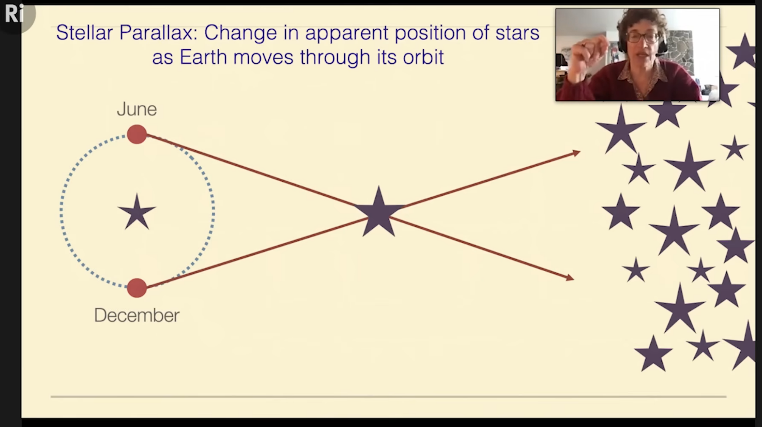 Ri
Stellar Parallax: Change in apparent position of stars
as Earth moves through its orbit
June
December